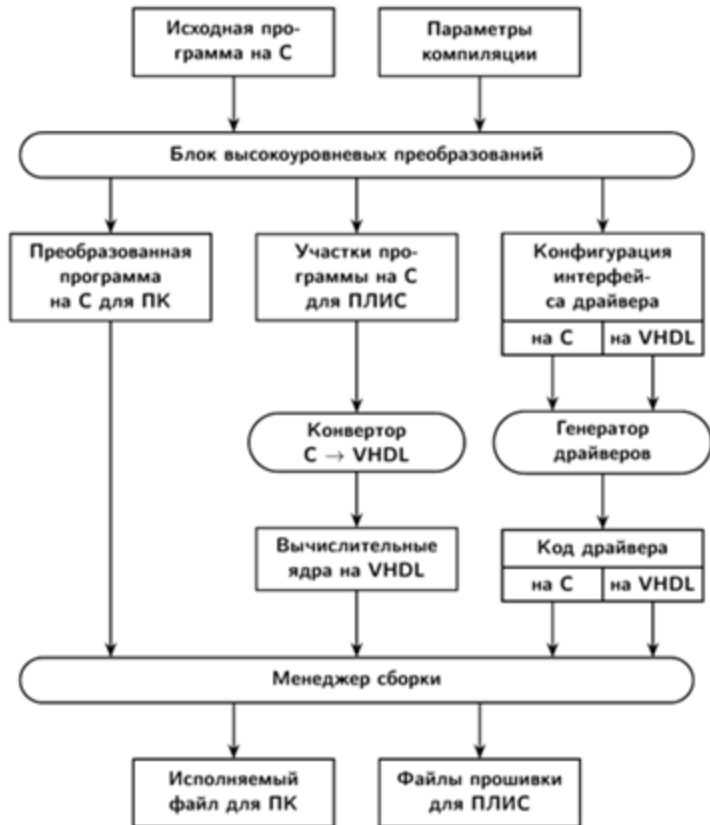 Исходная про-
грамма на C
Параметры
компиляции
Блок высокоуровневых преобразований
Преобразованная
программа
на C для ПК
Участки про-
граммы на C
для ПЛИС
Конфигурация
интерфей-
са драйвера
на C
на VHDL
Конвертор
C → VHDL
Генератор
драйверов
Вычислительные
ядра на VHDL
Код драйвера
на C
на VHDL
Менеджер сборки
Исполняемый
файл для ПК
Файлы прошивки
для ПЛИС